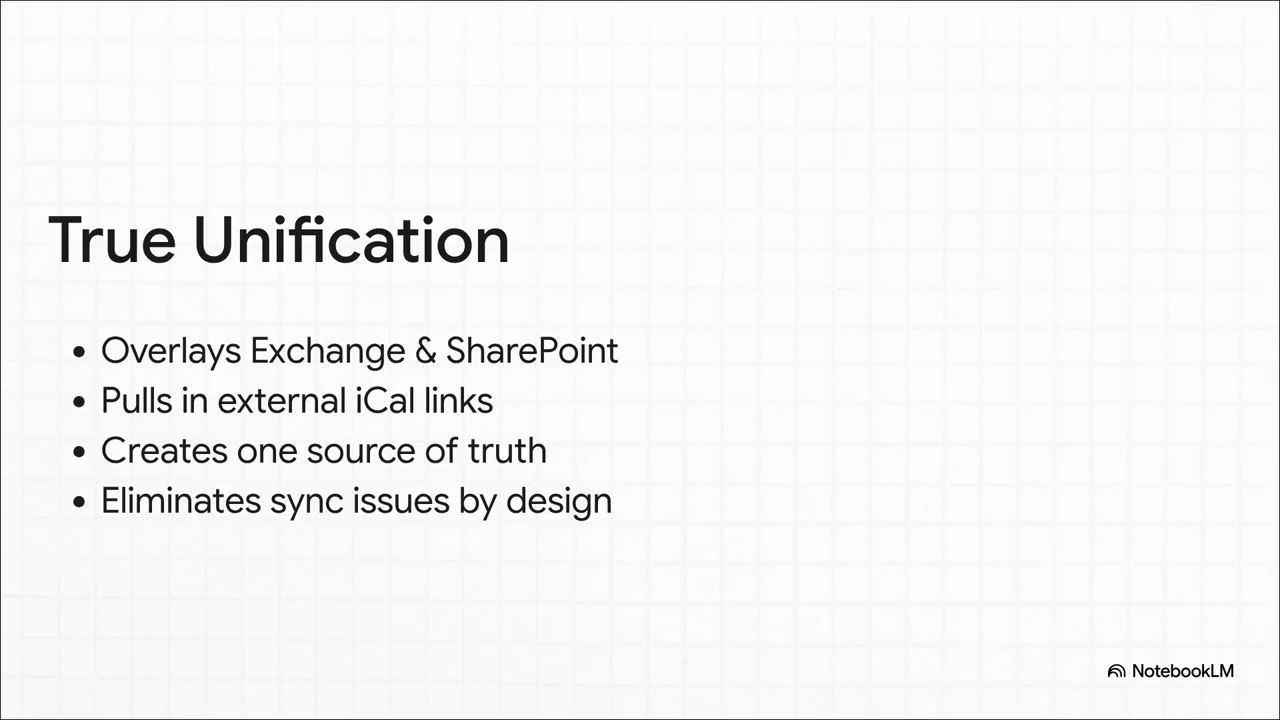 True Unification
• Overlays Exchange & SharePoint
• Pulls in external iCal links
• Creates one source of truth
• Eliminates sync issues by design
NotebookLM